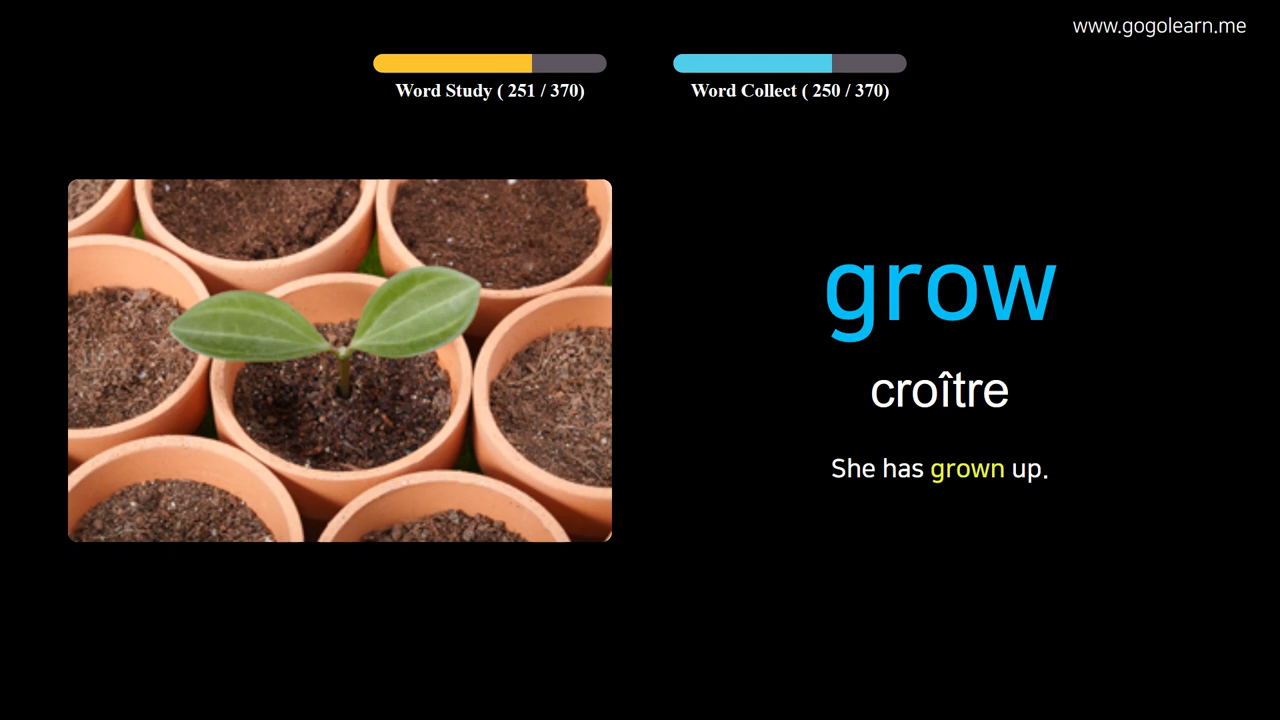 www.gogolearn.me
Word Study ( 251 / 370)
Word Collect ( 250 / 370)
grow
croître
She has grown up.